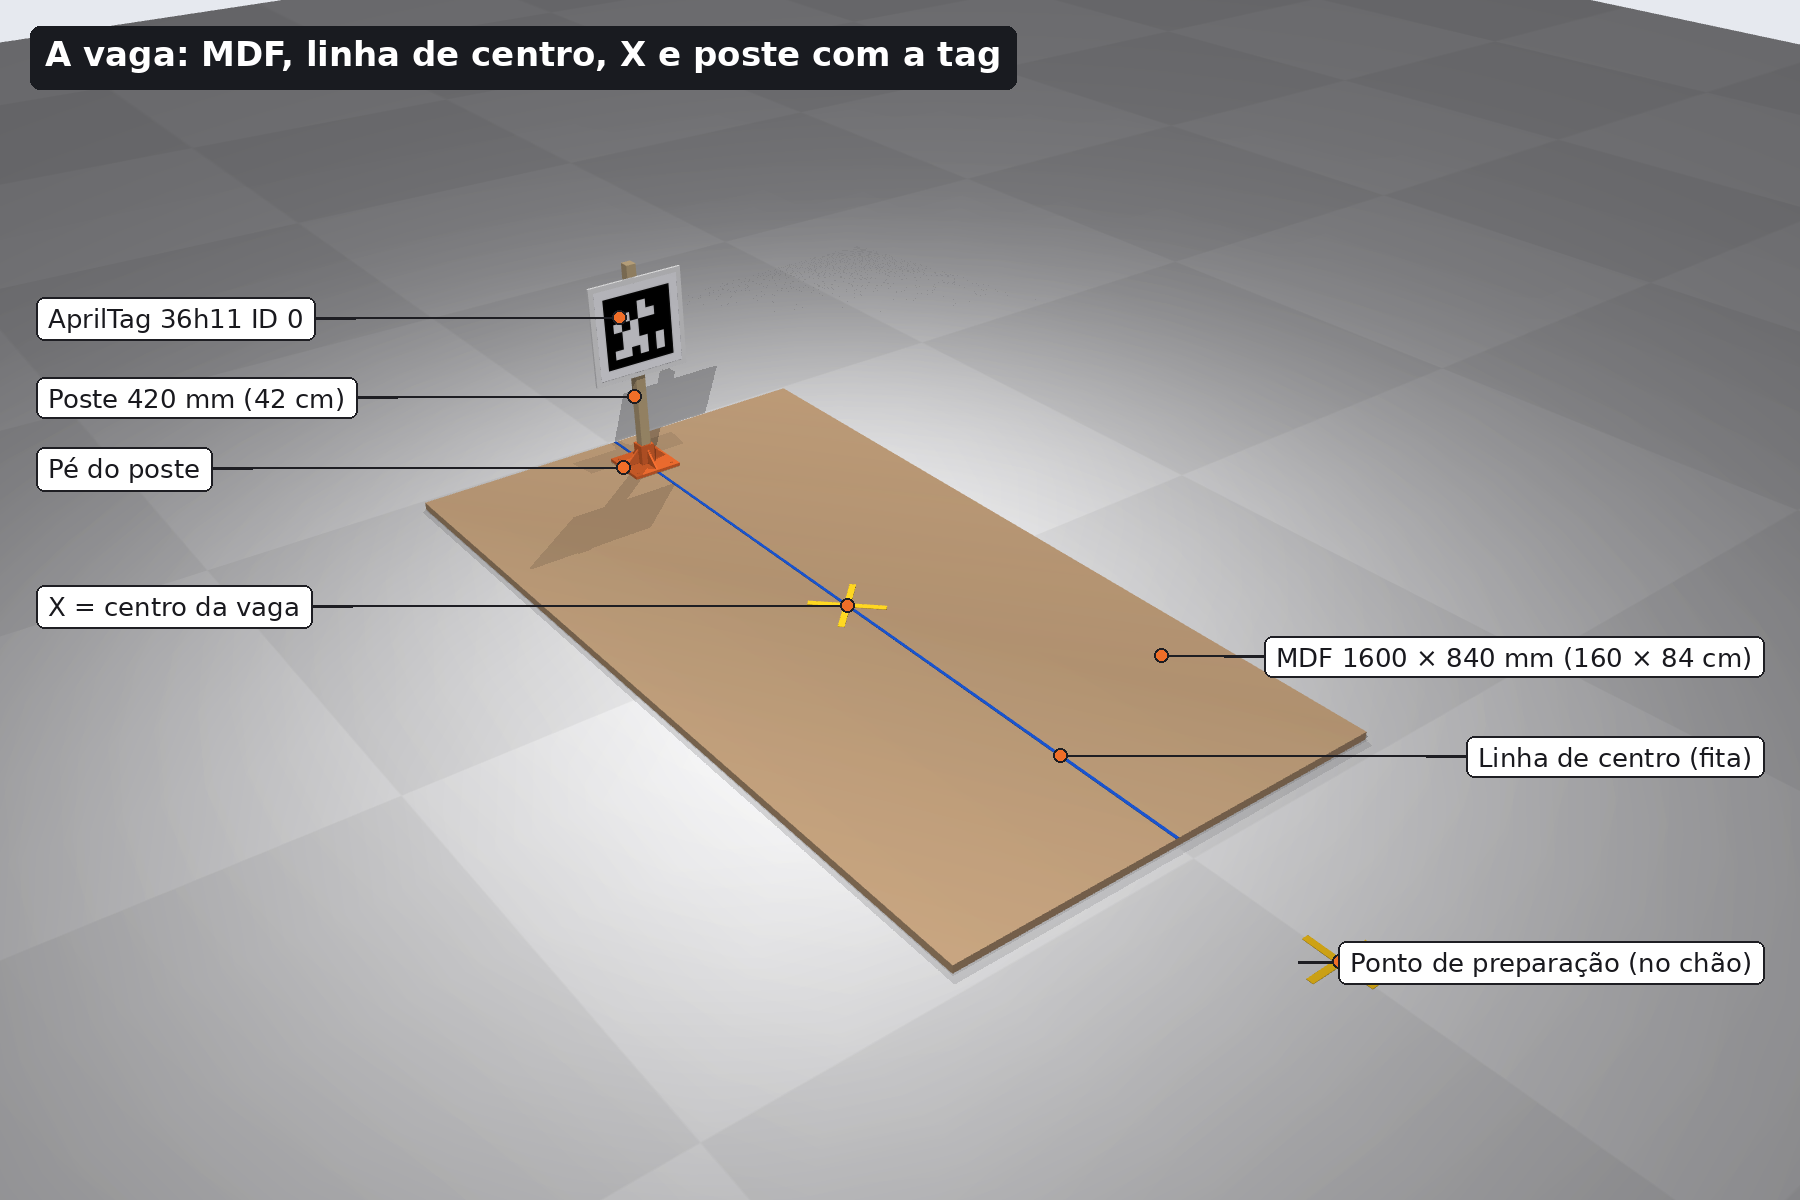 A vaga: MDF, linha de centro, X e poste com a tag
AprilTag 36h11 ID 0
Poste 420 mm (42 cm)
Pé do poste
X = centro da vaga
MDF 1600 × 840 mm (160 × 84 cm)
Linha de centro (fita)
Ponto de preparação (no chão)